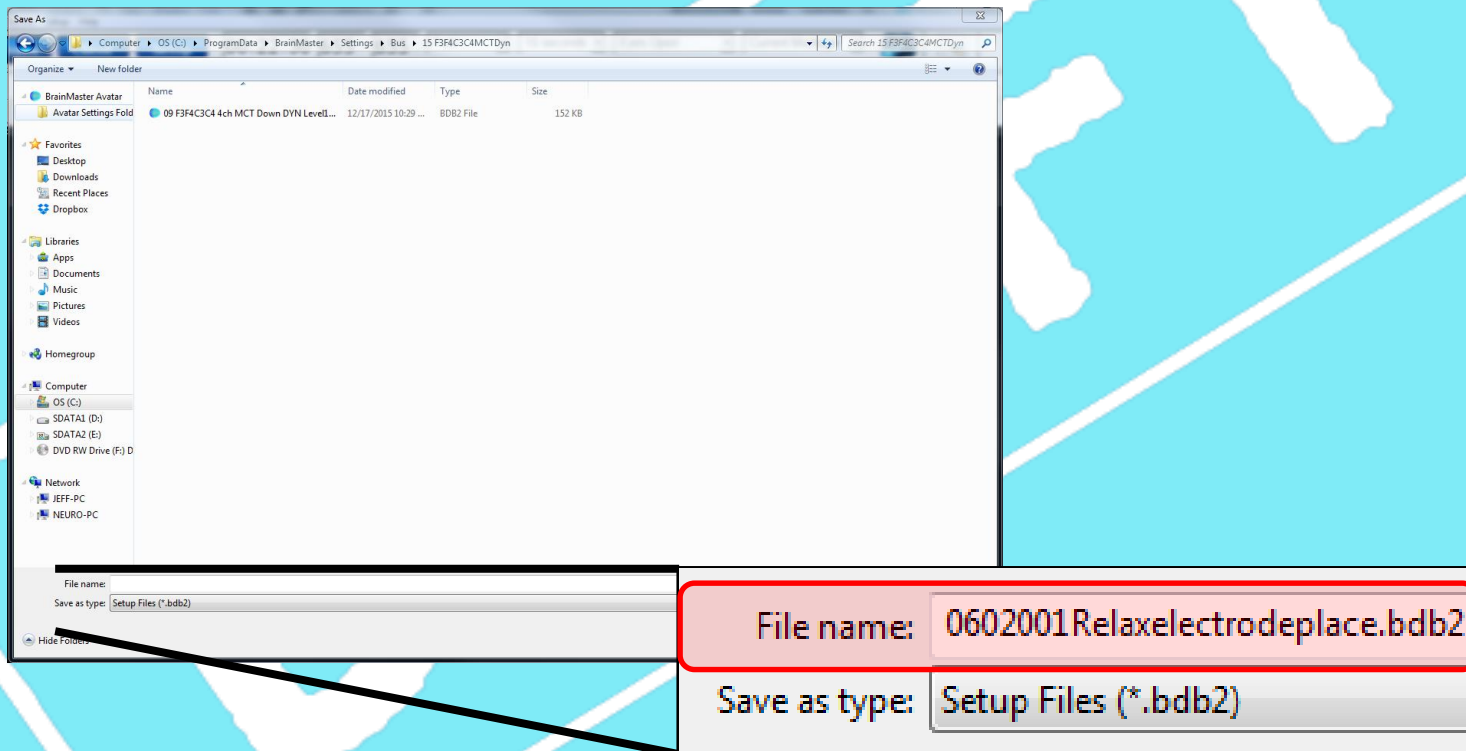 Save As
Computer ▸ OS (C:) ▸ ProgramData ▸ BrainMaster ▸ Settings ▸ Bus ▸ 15 F3F4C3C4MCTDyn
Search 15 F3F4C3C4MCTDyn
Organize
New folder
Name Date modified Type Size
09 F3F4C3C4 4ch MCT Down DYN Level1... 12/17/2015 10:29 ... BDB2 File 152 KB
BrainMaster Avatar
Avatar Settings Fold
Favorites
Desktop
Downloads
Recent Places
Dropbox
Libraries
Apps
Documents
Music
Pictures
Videos
Homegroup
Computer
OS (C:)
SDATA1 (D:)
SDATA2 (E:)
DVD RW Drive (F:) D
Network
JEFF-PC
NEURO-PC
File name:
Save as type: Setup Files (*.bdb2)
Hide Folders
File name: 0602001Relaxelectrodeplace.bdb2
Save as type: Setup Files (*.bdb2)